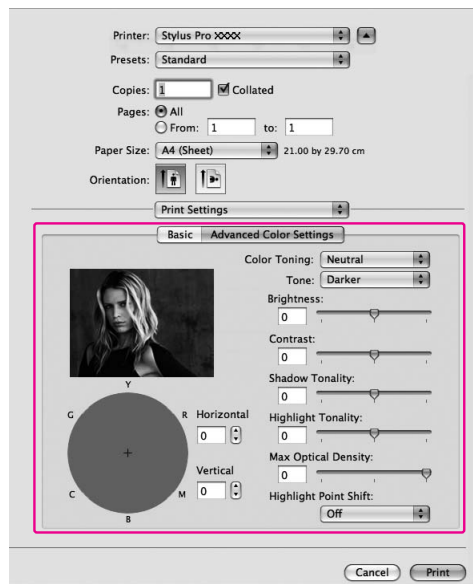 Printer: Stylus Pro XXXX
Presets: Standard
Copies: 1 Collated
Pages: All
From: 1 to: 1
Paper Size: A4 (Sheet) 21.00 by 29.70 cm
Orientation:
Print Settings
Basic Advanced Color Settings
Color Toning: Neutral
Tone: Darker
Brightness:
0
Contrast:
0
Shadow Tonality:
0
Highlight Tonality:
0
Max Optical Density:
0
Highlight Point Shift:
Off
Y
G R
C M
B
Horizontal
0
Vertical
0
Cancel Print